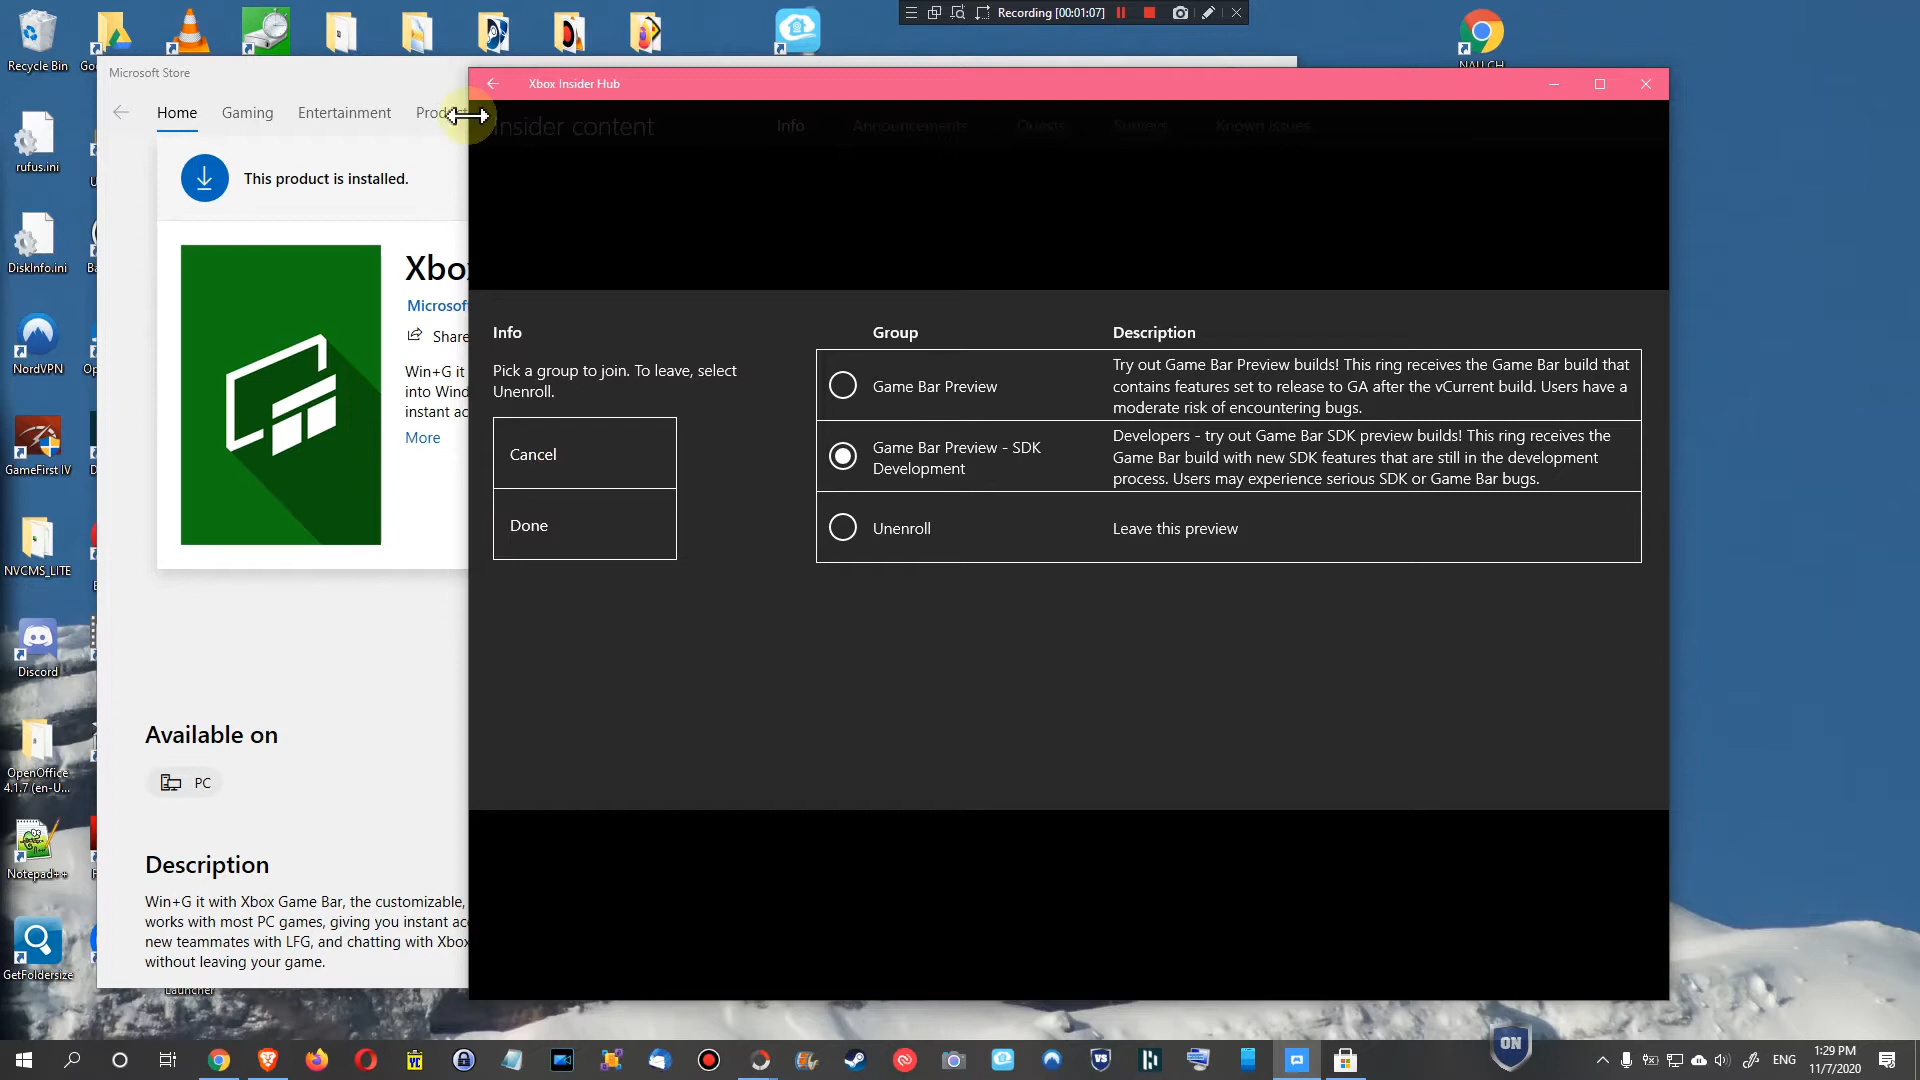 Recording [00:01:07]
Recycle Bin
Microsoft Store
Home
Gaming
Entertainment
Xbox Insider Hub
Insider content
Info
Announcements
Quests
Surveys
Known issues
This product is installed.
Microsof
Share
Win+G it
into Wind
instant ac
More
Info
Pick a group to join. To leave, select
Unenroll.
Cancel
Done
Group
Description
Game Bar Preview
Try out Game Bar Preview builds! This ring receives the Game Bar build that
contains features set to release to GA after the vCurrent build. Users have a
moderate risk of encountering bugs.
Game Bar Preview - SDK
Development
Developers - try out Game Bar SDK preview builds! This ring receives the
Game Bar build with new SDK features that are still in the development
process. Users may experience serious SDK or Game Bar bugs.
Unenroll
Leave this preview
Available on
PC
Description
Win+G it with Xbox Game Bar, the customizable,
works with most PC games, giving you instant acc
new teammates with LFG, and chatting with Xbox
without leaving your game.
Launcher
rufus.ini
DiskInfo.ini
NordVPN
GameFirst IV
NVCMS_LITE
Discord
OpenOffice
4.1.7 (en-U...
Notepad++
GetFoldersize
ON
ENG
1:29 PM
11/7/2020